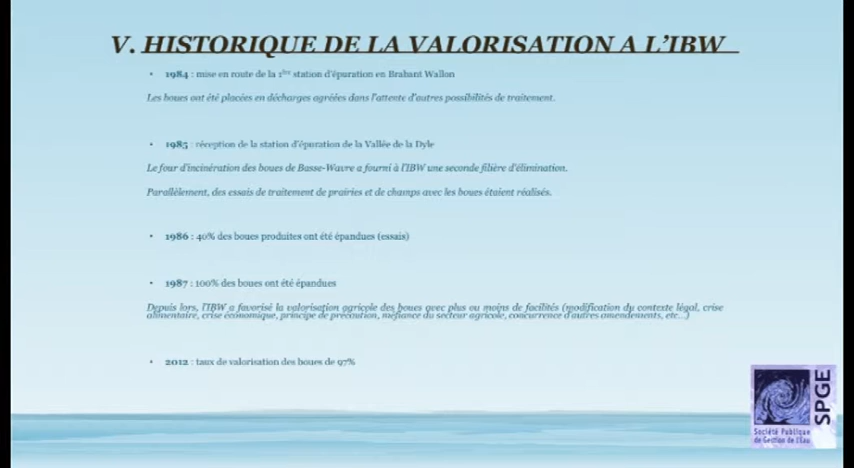 V. HISTORIQUE DE LA VALORISATION A L'IBW
• 1984 : mise en route de la 1ère station d'épuration en Brabant Wallon
Les boues ont été placées en décharges agréées dans l'attente d'autres possibilités de traitement.
• 1985 : réception de la station d'épuration de la Vallée de la Dyle
Le four d'incinération des boues de Basse-Wavre a fourni à l'IBW une seconde filière d'élimination.
Parallèlement, des essais de traitement de prairies et de champs avec les boues étaient réalisés.
• 1986 : 40% des boues produites ont été épandues (essais)
• 1987 : 100% des boues ont été épandues
Depuis lors, l'IBW a favorisé la valorisation agricole des boues avec plus ou moins de facilités (modification du contexte légal, crise
alimentaire, crise économique, principe de précaution, méfiance du secteur agricole, concurrence d'autres amendements, etc...)
• 2012 : taux de valorisation des boues de 97%
SPGE
Société Publique
de Gestion de l'Eau